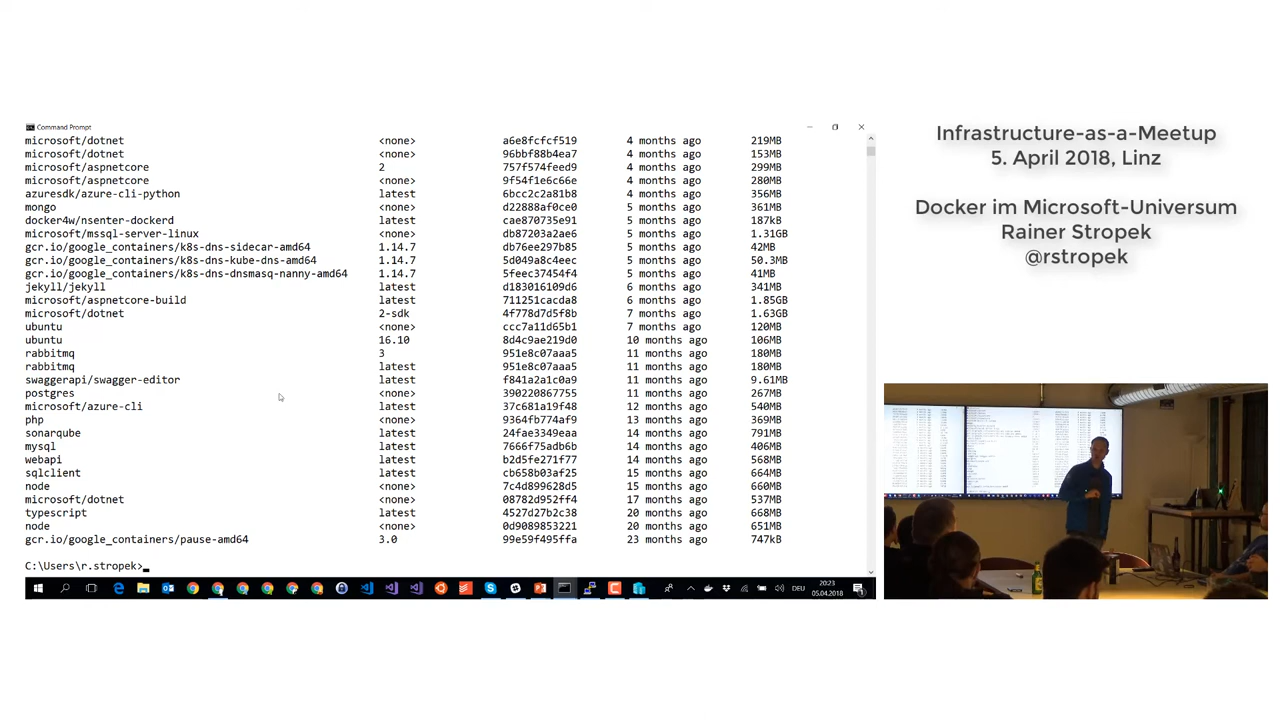 Command Prompt
microsoft/dotnet <none> a6e8fcfcf519 4 months ago 219MB
microsoft/dotnet <none> 96bbf88b4ea7 4 months ago 153MB
microsoft/aspnetcore 2 757f574feed9 4 months ago 299MB
microsoft/aspnetcore <none> 9f54f1e6c66e 4 months ago 280MB
azuresdk/azure-cli-python latest 6bcc2c2a81b8 4 months ago 356MB
mongo <none> d22888af0ce0 5 months ago 361MB
docker4w/nsenter-dockerd latest cae870735e91 5 months ago 187kB
microsoft/mssql-server-linux <none> db87203a2ae6 5 months ago 1.31GB
gcr.io/google_containers/k8s-dns-sidecar-amd64 1.14.7 db76ee297b85 5 months ago 42MB
gcr.io/google_containers/k8s-dns-kube-dns-amd64 1.14.7 5d049a8c4eec 5 months ago 50.3MB
gcr.io/google_containers/k8s-dns-dnsmasq-nanny-amd64 1.14.7 5feec37454f4 5 months ago 41MB
jekyll/jekyll latest d183016109d6 6 months ago 341MB
microsoft/aspnetcore-build latest 711251cacda8 6 months ago 1.85GB
microsoft/dotnet 2-sdk 4f778d7d5f8b 7 months ago 1.63GB
ubuntu <none> ccc7a11d65b1 7 months ago 120MB
ubuntu 16.10 8d4c9ae219d0 10 months ago 106MB
rabbitmq 3 951e8c07aaa5 11 months ago 180MB
rabbitmq latest 951e8c07aaa5 11 months ago 180MB
swaggerapi/swagger-editor latest f841a2a1c0a9 11 months ago 9.61MB
postgres <none> 390220867755 11 months ago 267MB
microsoft/azure-cli latest 37c681a19f48 12 months ago 540MB
php <none> 9364fb774af9 13 months ago 369MB
sonarqube latest 24fae3349eaa 14 months ago 791MB
mysql latest 7666f75adb6b 14 months ago 406MB
webapi latest b2d5fe271f77 14 months ago 568MB
sqlclient latest cb658b03af25 15 months ago 664MB
node <none> 7c4d899628d5 15 months ago 660MB
microsoft/dotnet <none> 08782d952ff4 17 months ago 537MB
typescript latest 4527d27b2c38 20 months ago 668MB
node <none> 0d9089853221 20 months ago 651MB
gcr.io/google_containers/pause-amd64 3.0 99e59f495ffa 23 months ago 747kB
C:\Users\r.stropek>
DEU
20:23
05.04.2018
Infrastructure-as-a-Meetup
5. April 2018, Linz
Docker im Microsoft-Universum
Rainer Stropek
@rstropek